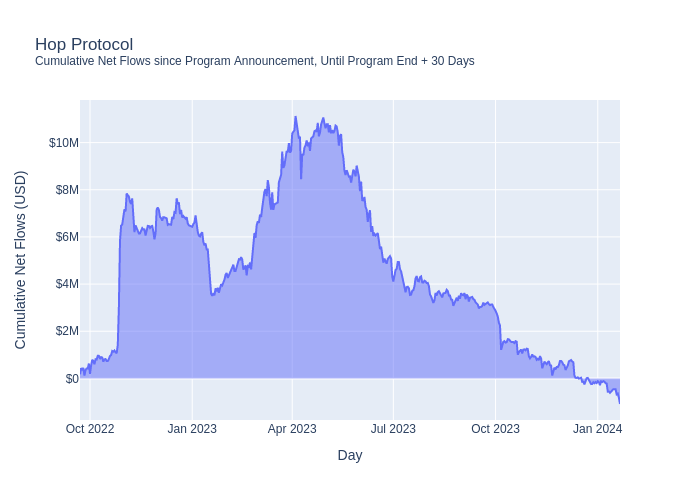 Hop Protocol
Cumulative Net Flows since Program Announcement, Until Program End + 30 Days
Cumulative Net Flows (USD)
$10M
$8M
$6M
$4M
$2M
$0
Oct 2022 Jan 2023 Apr 2023 Jul 2023 Oct 2023 Jan 2024
Day